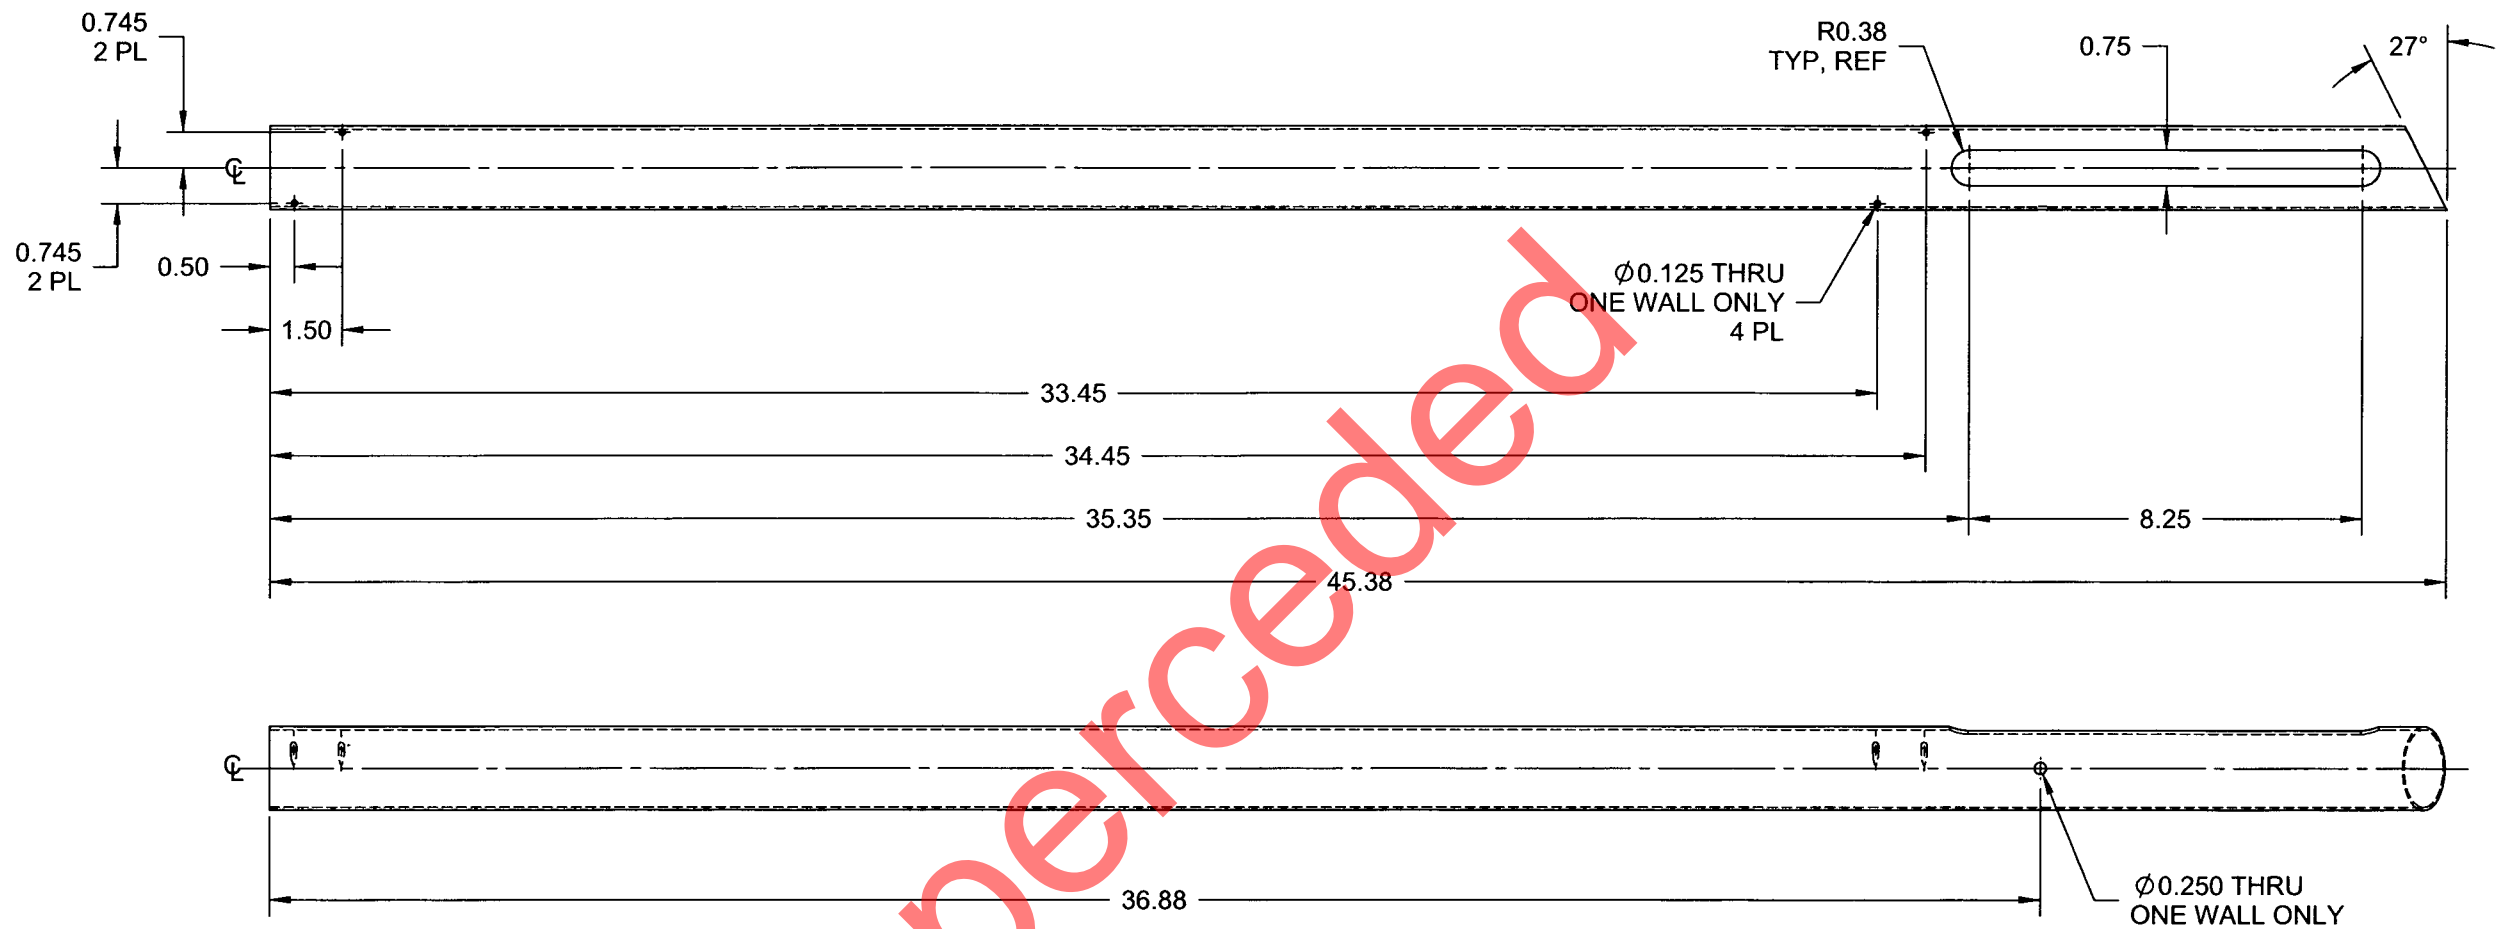 0.745
2 PL
R0.38
TYP, REF
0.75
27°
℄
0.745
2 PL
0.50
1.50
Ø0.125 THRU
ONE WALL ONLY
4 PL
33.45
34.45
35.35
8.25
45.38
℄
36.88
Ø0.250 THRU
ONE WALL ONLY
perceded